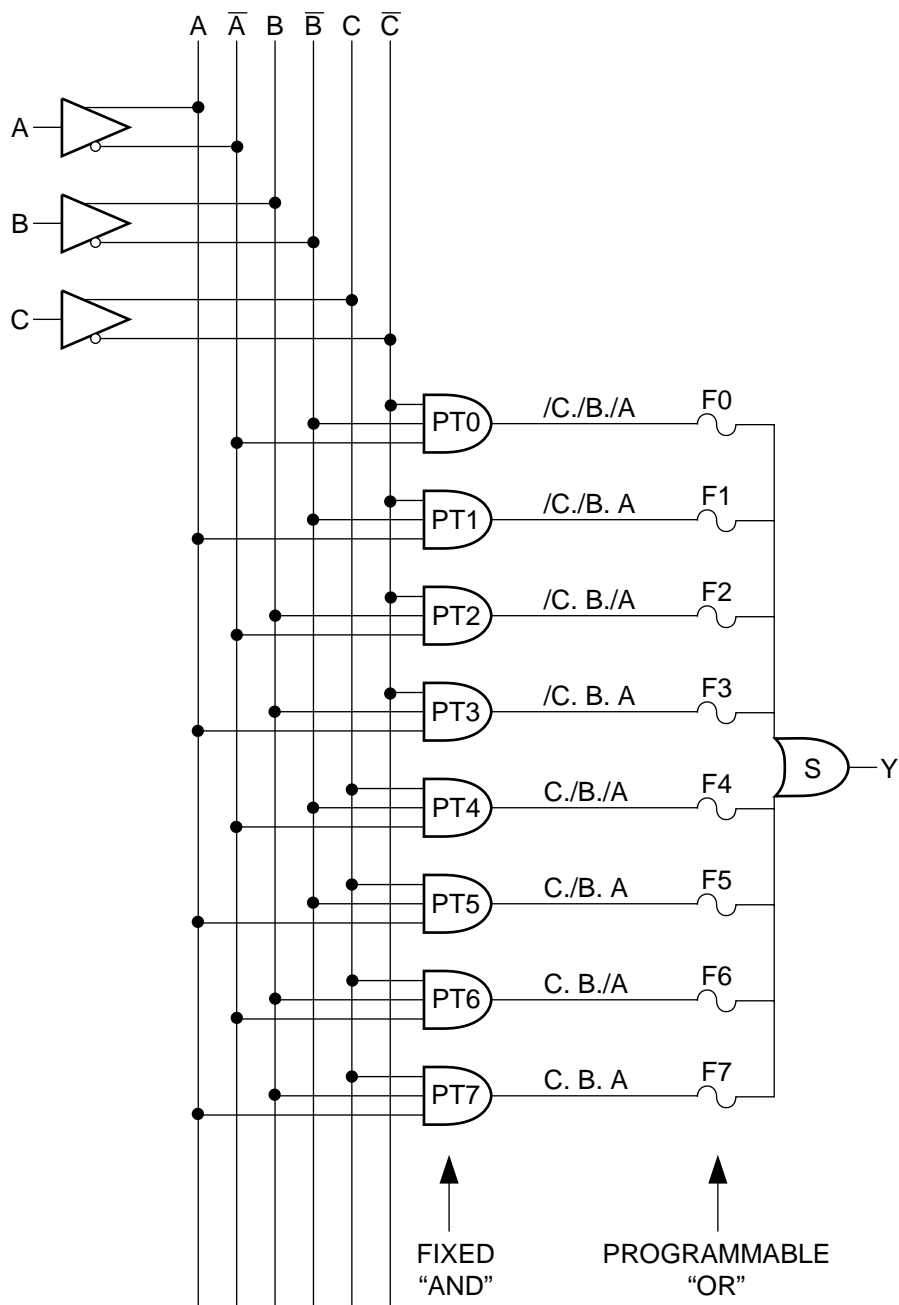 A A̅ B B̅ C C̅
A
B
C
PT0 /C./B./A F0
PT1 /C./B. A F1
PT2 /C. B./A F2
PT3 /C. B. A F3
S Y
PT4 C./B./A F4
PT5 C./B. A F5
PT6 C. B./A F6
PT7 C. B. A F7
FIXED PROGRAMMABLE
“AND” “OR”